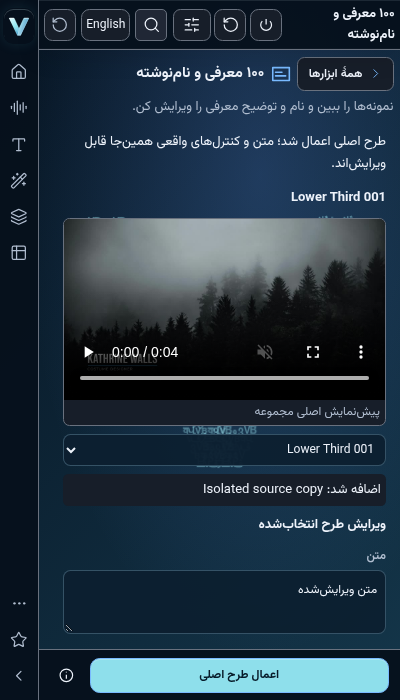 ۱۰۰ معرفی و
نام‌نوشته
English
همهٔ ابزارها
۱۰۰ معرفی و نام‌نوشته
نمونه‌ها را ببین و نام و توضیح معرفی را ویرایش کن.
طرح اصلی اعمال شد؛ متن و کنترل‌های واقعی همین‌جا قابل
ویرایش‌اند.
Lower Third 001
KATHRINE WALLS
0:00 / 0:04
پیش‌نمایش اصلی مجموعه
Lower Third 001
اضافه شد: Isolated source copy
ویرایش طرح انتخاب‌شده
متن
متن ویرایش‌شده
اعمال طرح اصلی